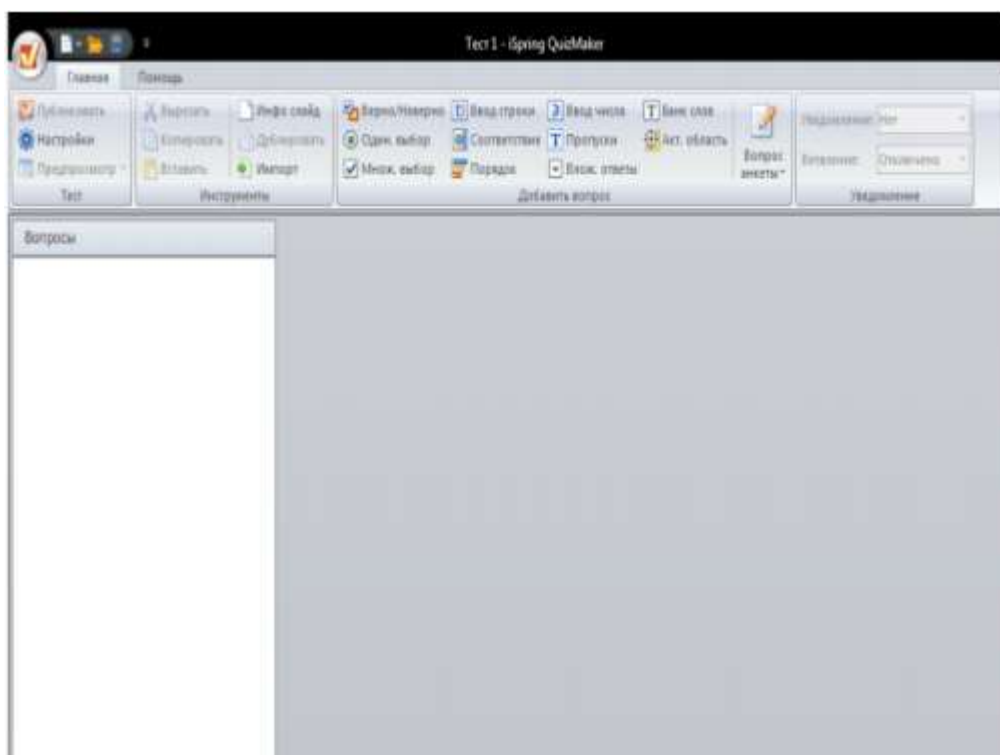 Тест 1 - iSpring QuizMaker
Главная Помощь
Публиковать Вырезать Инфо слайд Верно/Неверно Ввод строки Ввод числа Банк слов Уведомление: Нет
Настройки Копировать Дублировать Один. выбор Соответствие Пропуски Акт. область
Предпросмотр Вставить Импорт Множ. выбор Порядок Влож. ответы Вопрос анкеты Ветвление: Отключено
Тест Инструменты Добавить вопрос Уведомление
Вопросы